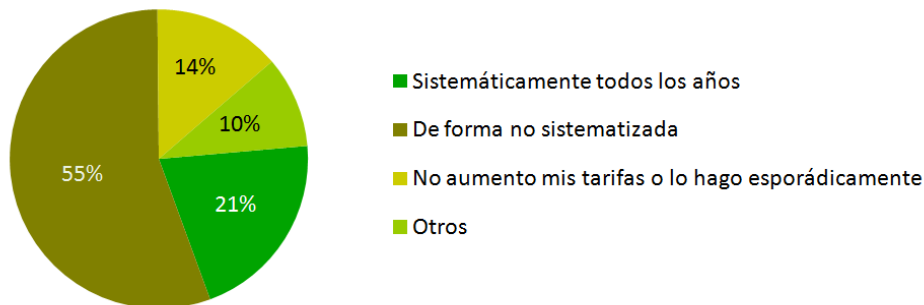 14%
10%
21%
55%
Sistemáticamente todos los años
De forma no sistematizada
No aumento mis tarifas o lo hago esporádicamente
Otros